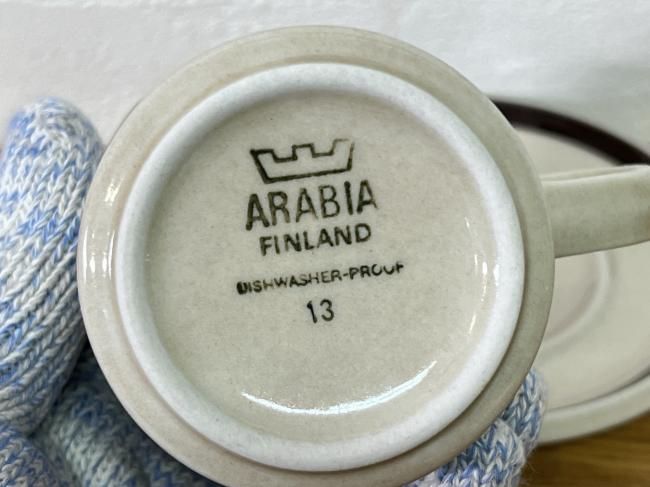 ARABIA
FINLAND
DISHWASHER-PROOF
13